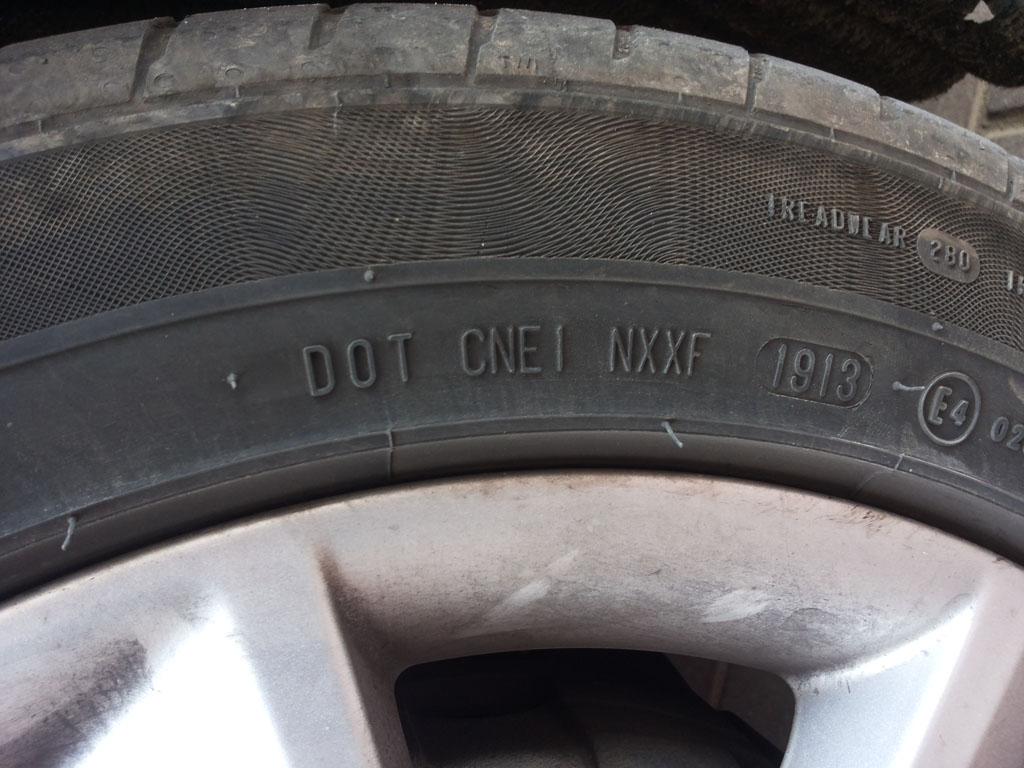 TREADWEAR 280
DOT CNE1 NXXF 1913 E4